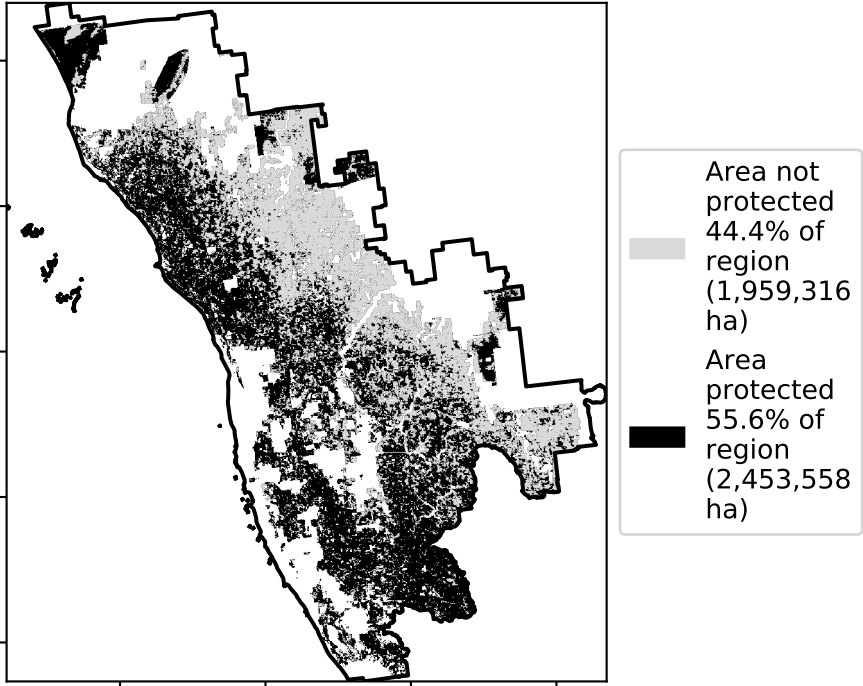 Area not
protected
44.4% of
region
(1,959,316
ha)
Area
protected
55.6% of
region
(2,453,558
ha)